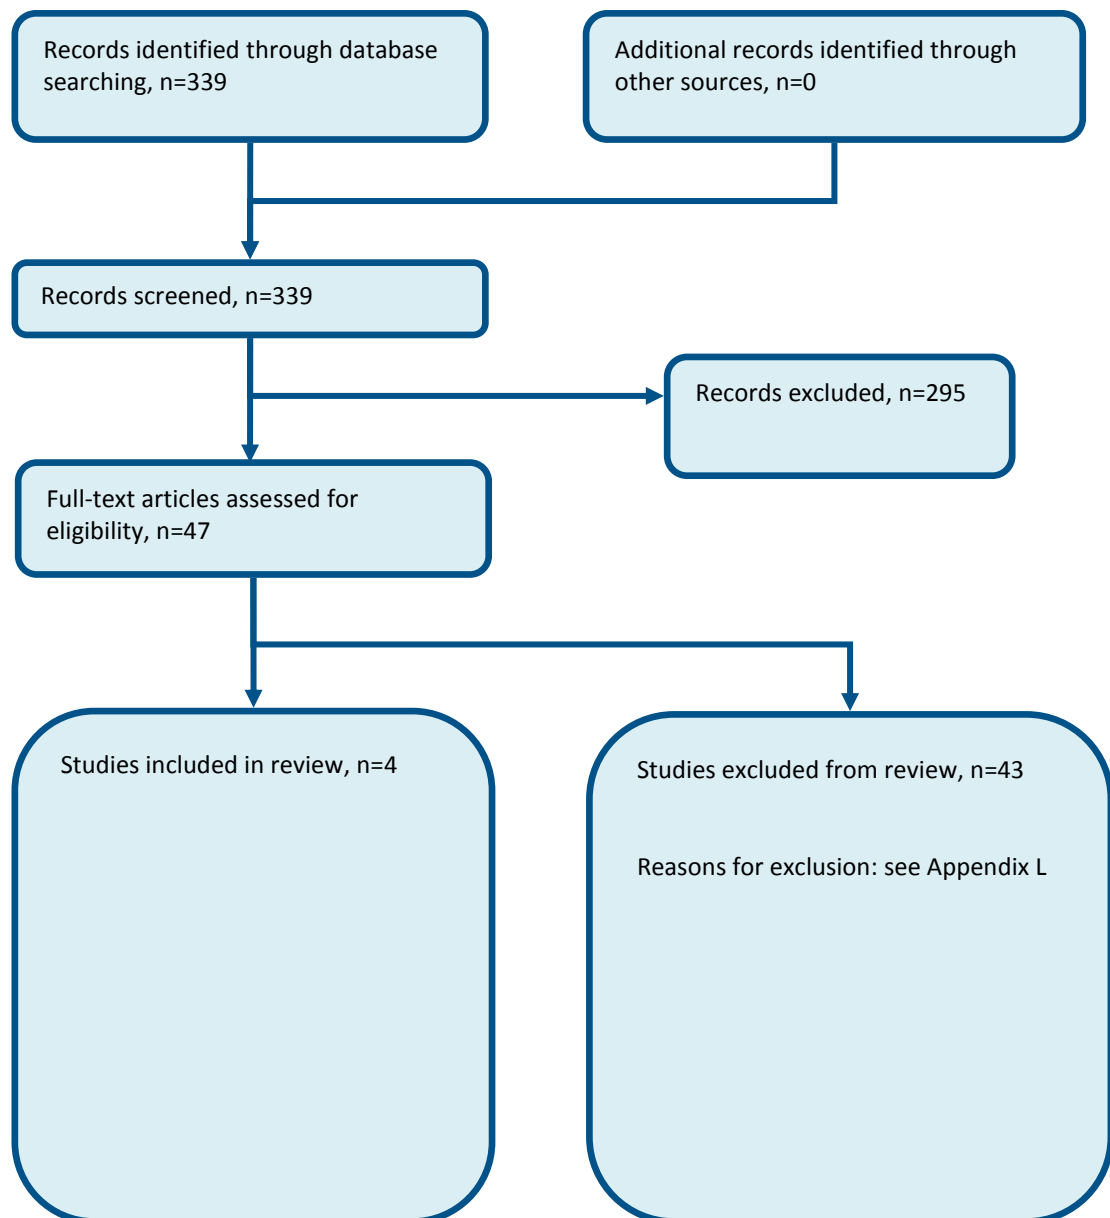 Records identified through database
searching, n=339
Additional records identified through
other sources, n=0
Records screened, n=339
Records excluded, n=295
Full-text articles assessed for
eligibility, n=47
Studies included in review, n=4
Studies excluded from review, n=43
Reasons for exclusion: see Appendix L